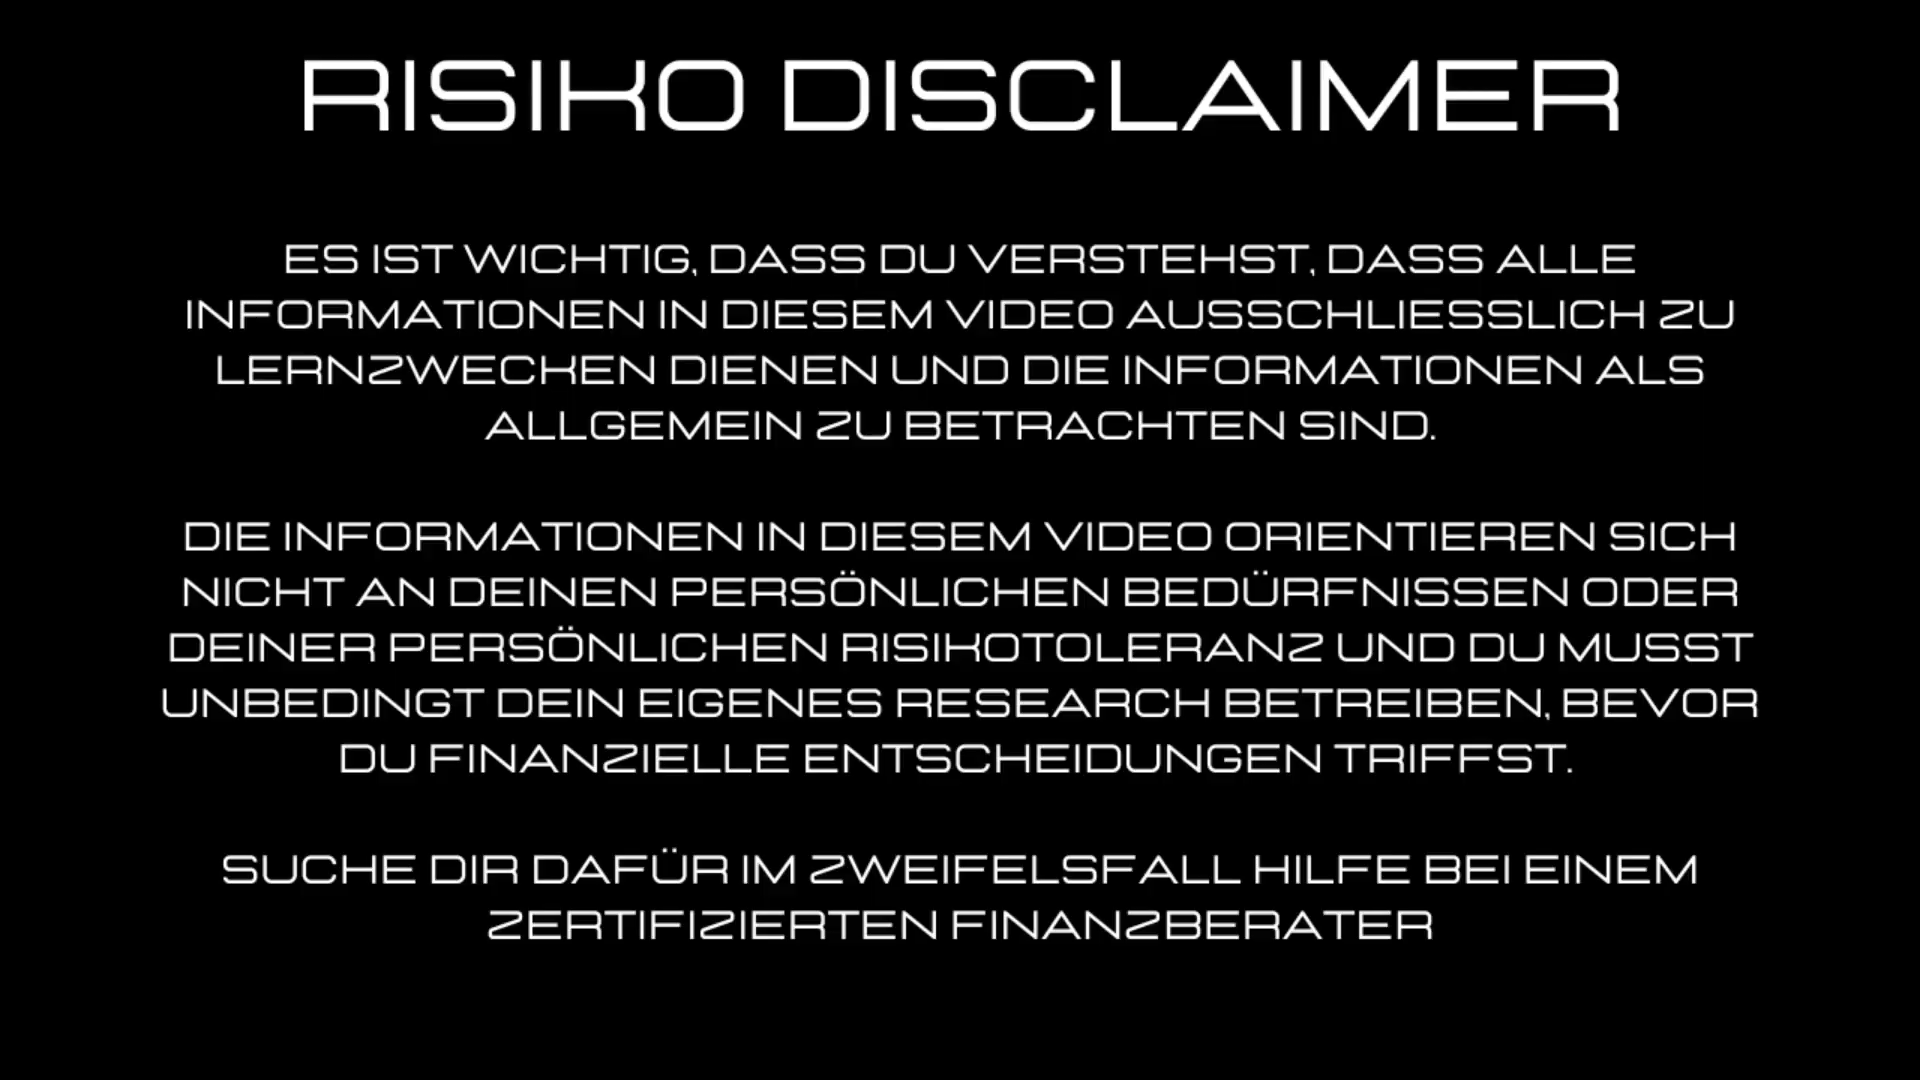 RISIKO DISCLAIMER
ES IST WICHTIG, DASS DU VERSTEHST, DASS ALLE
INFORMATIONEN IN DIESEM VIDEO AUSSCHLIESSLICH ZU
LERNZWECKEN DIENEN UND DIE INFORMATIONEN ALS
ALLGEMEIN ZU BETRACHTEN SIND.
DIE INFORMATIONEN IN DIESEM VIDEO ORIENTIEREN SICH
NICHT AN DEINEN PERSÖNLICHEN BEDÜRFNISSEN ODER
DEINER PERSÖNLICHEN RISIKOTOLERANZ UND DU MUSST
UNBEDINGT DEIN EIGENES RESEARCH BETREIBEN, BEVOR
DU FINANZIELLE ENTSCHEIDUNGEN TRIFFST.
SUCHE DIR DAFÜR IM ZWEIFELSFALL HILFE BEI EINEM
ZERTIFIZIERTEN FINANZBERATER